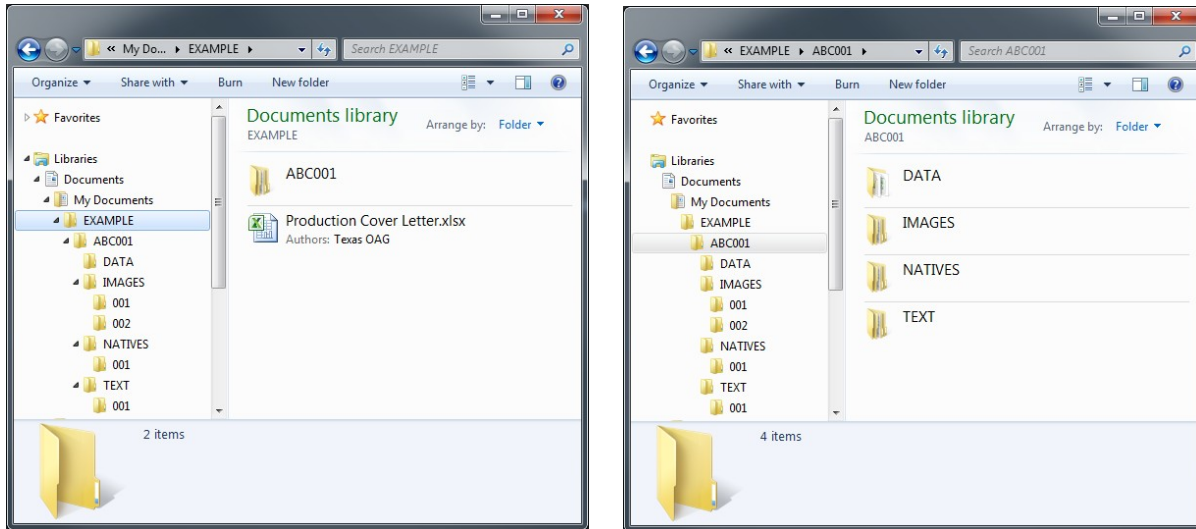 « My Do... ▸ EXAMPLE ▸
Search EXAMPLE
Organize ▾ Share with ▾ Burn New folder
Favorites
Libraries
Documents
My Documents
EXAMPLE
ABC001
DATA
IMAGES
001
002
NATIVES
001
TEXT
001
Documents library
EXAMPLE
Arrange by: Folder ▾
ABC001
Production Cover Letter.xlsx
Authors: Texas OAG
2 items
« EXAMPLE ▸ ABC001 ▸
Search ABC001
Organize ▾ Share with ▾ Burn New folder
Favorites
Libraries
Documents
My Documents
EXAMPLE
ABC001
DATA
IMAGES
001
002
NATIVES
001
TEXT
001
Documents library
ABC001
Arrange by: Folder ▾
DATA
IMAGES
NATIVES
TEXT
4 items